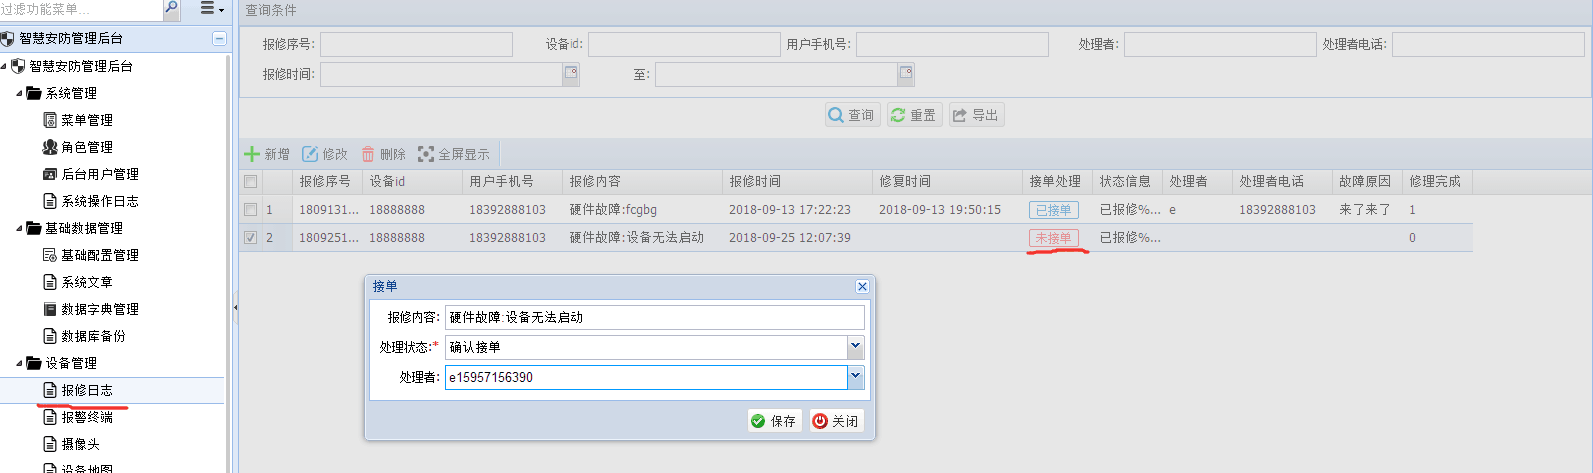 过滤功能菜单...
智慧安防管理后台
智慧安防管理后台
系统管理
菜单管理
角色管理
后台用户管理
系统操作日志
基础数据管理
基础配置管理
系统文章
数据字典管理
数据库备份
设备管理
报修日志
报警终端
摄像头
设备地图
查询条件
报修序号: 设备id: 用户手机号: 处理者: 处理者电话:
报修时间: 至:
查询 重置 导出
新增 修改 删除 全屏显示
报修序号 设备id 用户手机号 报修内容 报修时间 修复时间 接单处理 状态信息 处理者 处理者电话 故障原因 修理完成
1 1809131... 18888888 18392888103 硬件故障:fcgbg 2018-09-13 17:22:23 2018-09-13 19:50:15 已接单 已报修%... e 18392888103 来了来了 1
2 1809251... 18888888 18392888103 硬件故障:设备无法启动 2018-09-25 12:07:39 未接单 已报修%... 0
接单
报修内容: 硬件故障:设备无法启动
处理状态:* 确认接单
处理者: e15957156390
保存 关闭